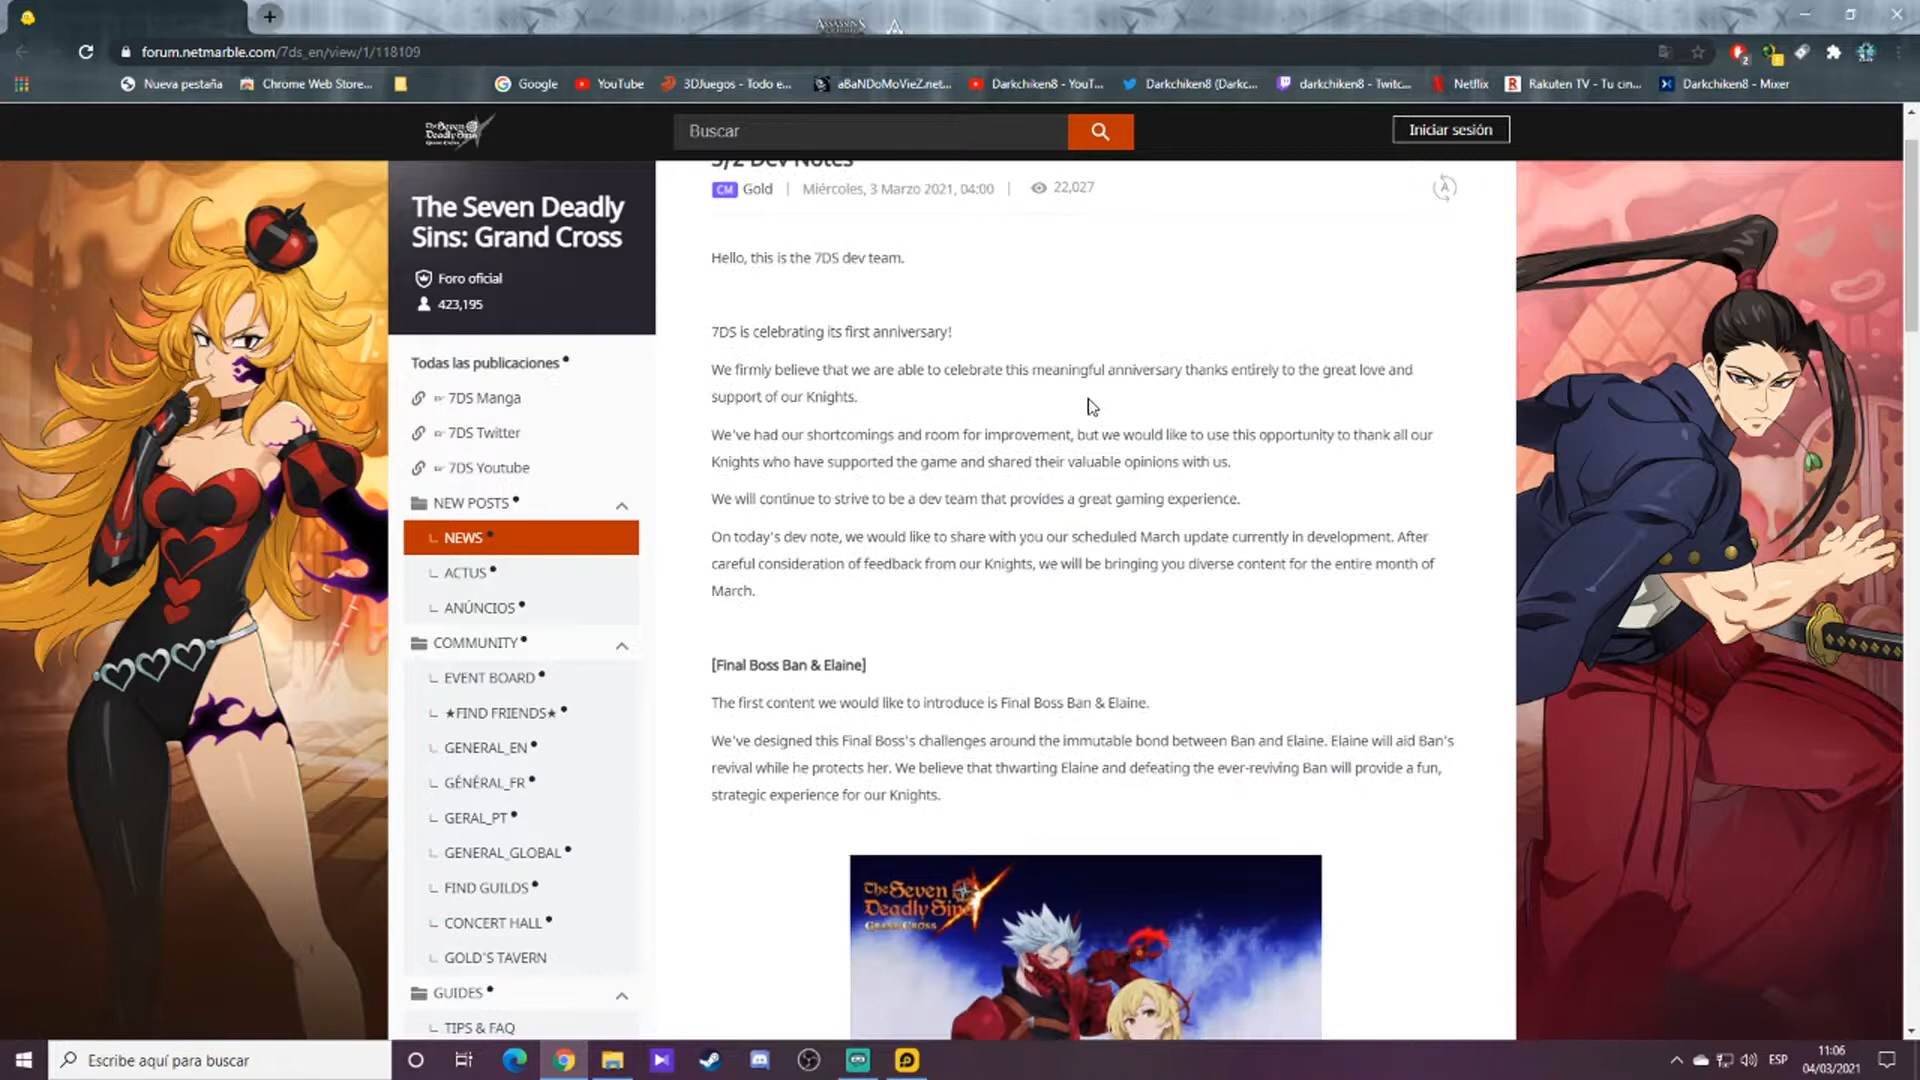 ASSASSIN'S
forum.netmarble.com/7ds_en/view/1/118109
Nueva pestaña
Chrome Web Store...
Google
YouTube
3DJuegos - Todo e...
aBaNDoMoVieZ.net...
Darkchiken8 - YouT...
Darkchiken8 (Darkc...
darkchiken8 - Twitc...
Netflix
Rakuten TV - Tu cin...
Darkchiken8 - Mixer
The Seven
Deadly Sins
GRAND CROSS
Buscar
Iniciar sesión
3/2 Dev Notes
CM Gold | Miércoles, 3 Marzo 2021, 04:00 | 22,027
A
The Seven Deadly
Sins: Grand Cross
Foro oficial
423,195
Todas las publicaciones
7DS Manga
7DS Twitter
7DS Youtube
NEW POSTS
NEWS
ACTUS
ANÚNCIOS
COMMUNITY
EVENT BOARD
★FIND FRIENDS★
GENERAL_EN
GÉNÉRAL_FR
GERAL_PT
GENERAL_GLOBAL
FIND GUILDS
CONCERT HALL
GOLD'S TAVERN
GUIDES
TIPS & FAQ
Hello, this is the 7DS dev team.
7DS is celebrating its first anniversary!
We firmly believe that we are able to celebrate this meaningful anniversary thanks entirely to the great love and
support of our Knights.
We've had our shortcomings and room for improvement, but we would like to use this opportunity to thank all our
Knights who have supported the game and shared their valuable opinions with us.
We will continue to strive to be a dev team that provides a great gaming experience.
On today's dev note, we would like to share with you our scheduled March update currently in development. After
careful consideration of feedback from our Knights, we will be bringing you diverse content for the entire month of
March.
[Final Boss Ban & Elaine]
The first content we would like to introduce is Final Boss Ban & Elaine.
We've designed this Final Boss's challenges around the immutable bond between Ban and Elaine. Elaine will aid Ban's
revival while he protects her. We believe that thwarting Elaine and defeating the ever-reviving Ban will provide a fun,
strategic experience for our Knights.
The Seven
Deadly Sins
GRAND CROSS
Escribe aquí para buscar
ESP
11:06
04/03/2021